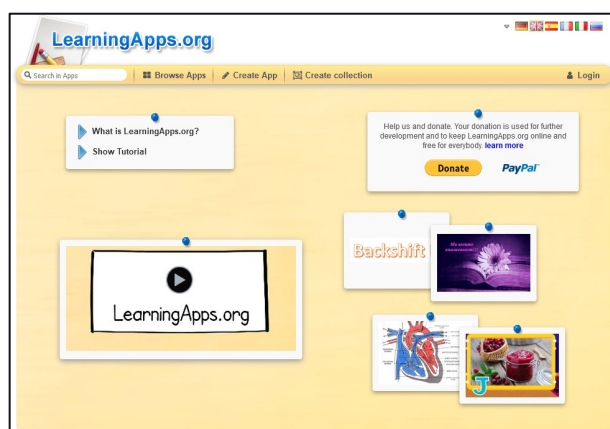 LearningApps.org
Search in Apps
Browse Apps
Create App
Create collection
Login
What is LearningApps.org?
Show Tutorial
Help us and donate. Your donation is used for further
development and to keep LearningApps.org online and
free for everybody. learn more
Donate
PayPal
LearningApps.org
Backshift
J